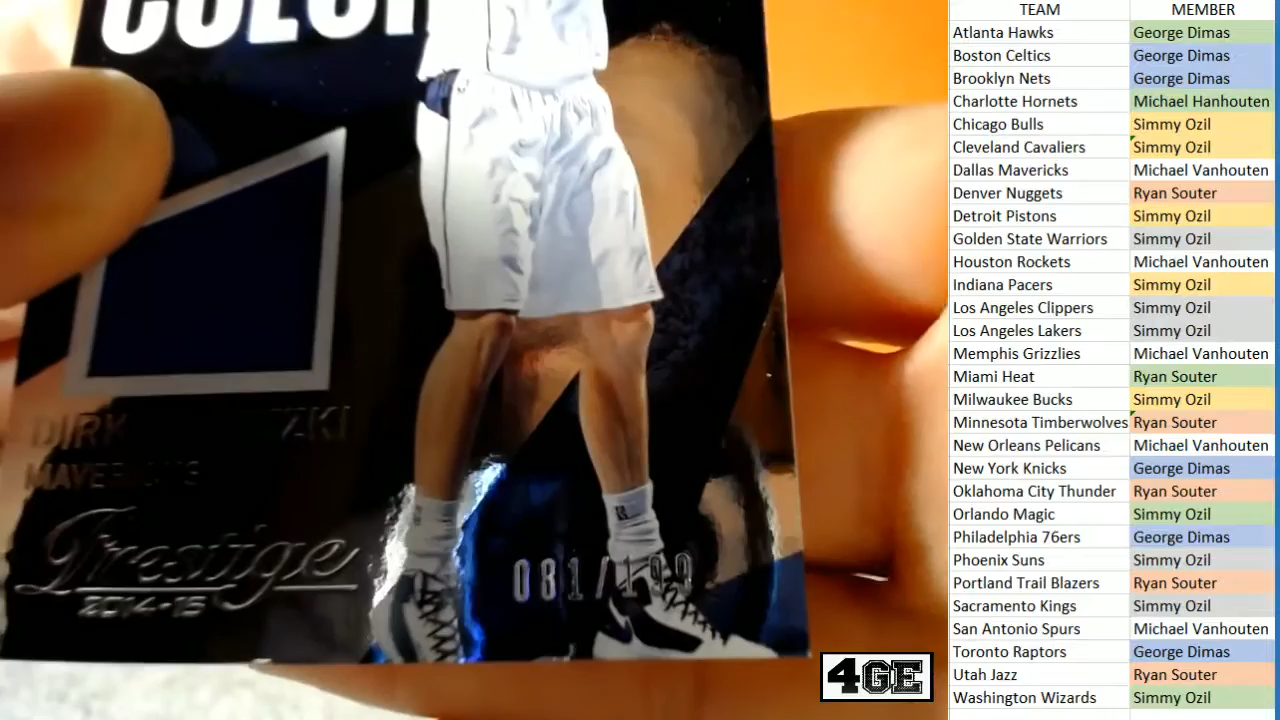 COLOR
DIRK ZKI
MAVE
Prestige
2014-15
081/199
4GE
TEAM MEMBER
Atlanta Hawks George Dimas
Boston Celtics George Dimas
Brooklyn Nets George Dimas
Charlotte Hornets Michael Hanhouten
Chicago Bulls Simmy Ozil
Cleveland Cavaliers Simmy Ozil
Dallas Mavericks Michael Vanhouten
Denver Nuggets Ryan Souter
Detroit Pistons Simmy Ozil
Golden State Warriors Simmy Ozil
Houston Rockets Michael Vanhouten
Indiana Pacers Simmy Ozil
Los Angeles Clippers Simmy Ozil
Los Angeles Lakers Simmy Ozil
Memphis Grizzlies Michael Vanhouten
Miami Heat Ryan Souter
Milwaukee Bucks Simmy Ozil
Minnesota Timberwolves Ryan Souter
New Orleans Pelicans Michael Vanhouten
New York Knicks George Dimas
Oklahoma City Thunder Ryan Souter
Orlando Magic Simmy Ozil
Philadelphia 76ers George Dimas
Phoenix Suns Simmy Ozil
Portland Trail Blazers Ryan Souter
Sacramento Kings Simmy Ozil
San Antonio Spurs Michael Vanhouten
Toronto Raptors George Dimas
Utah Jazz Ryan Souter
Washington Wizards Simmy Ozil